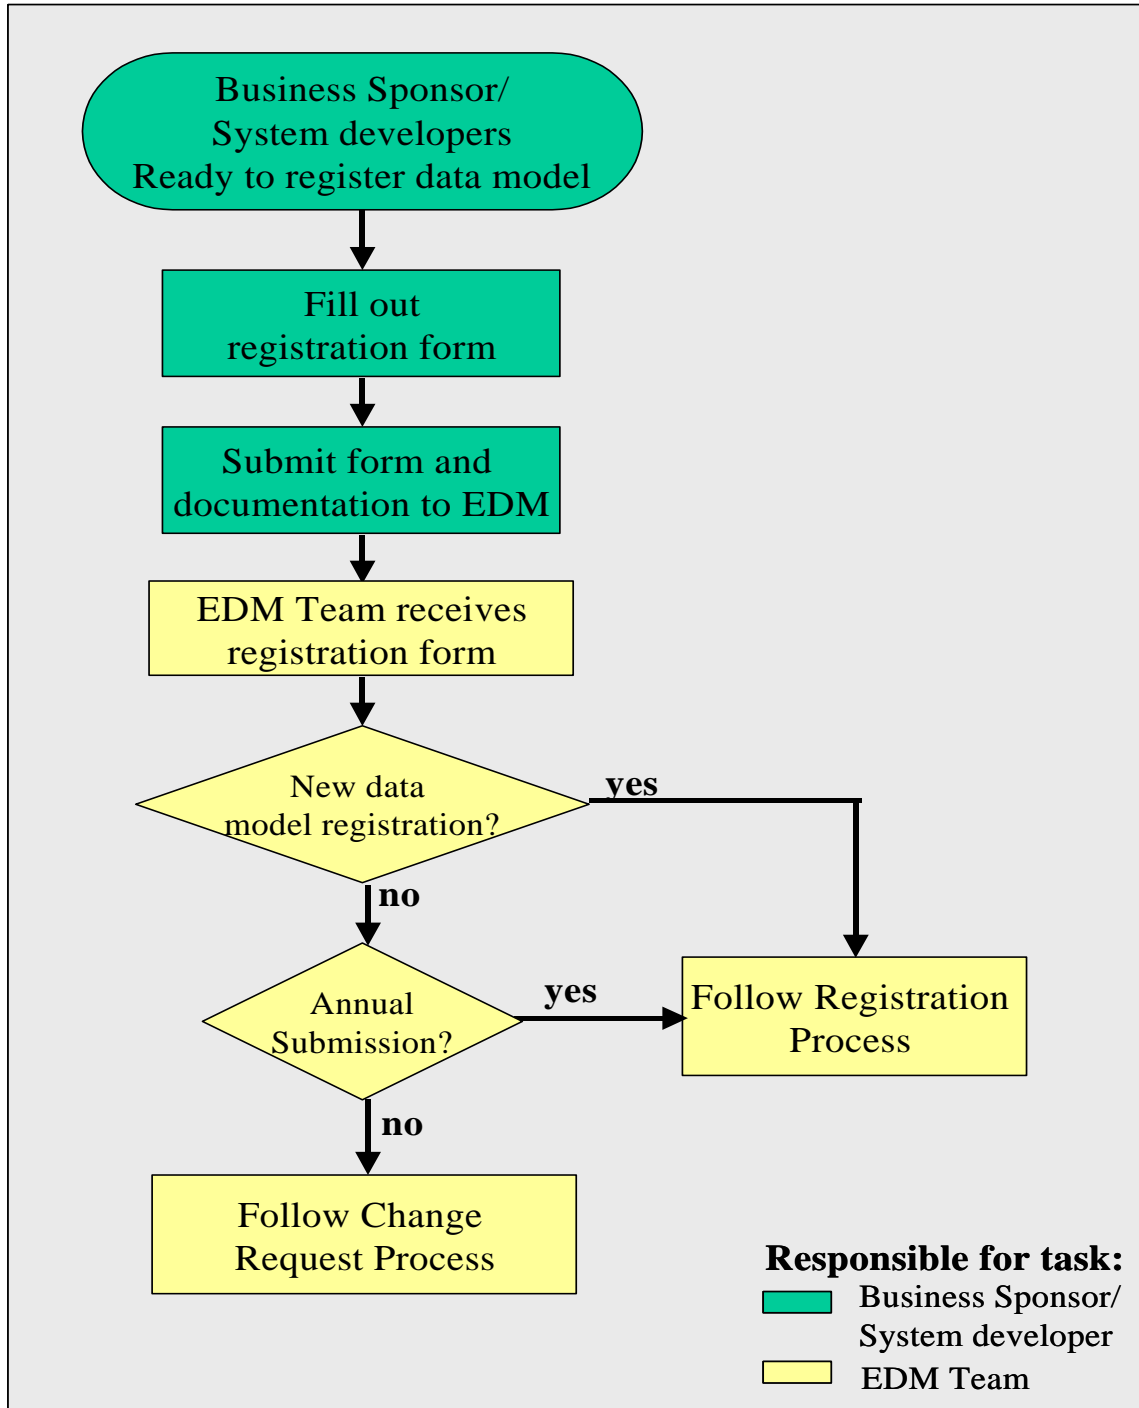 Business Sponsor/
System developers
Ready to register data model
Fill out
registration form
Submit form and
documentation to EDM
EDM Team receives
registration form
New data
model registration?
yes
no
Annual
Submission?
yes
Follow Registration
Process
no
Follow Change
Request Process
Responsible for task:
Business Sponsor/
System developer
EDM Team